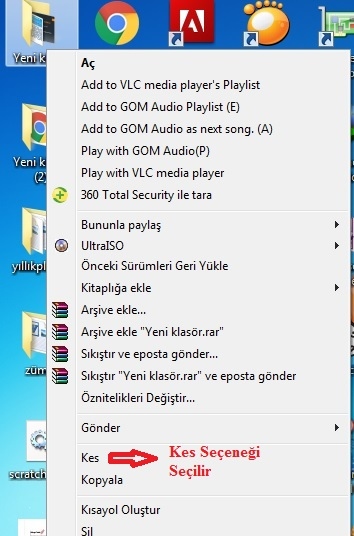 Yeni k
Aç
Add to VLC media player's Playlist
Add to GOM Audio Playlist (E)
Add to GOM Audio as next song. (A)
Play with GOM Audio(P)
Play with VLC media player
360 Total Security ile tara
Yeni k
(2)
Bununla paylaş
UltraISO
Önceki Sürümleri Geri Yükle
yıllıkpl
Kitaplığa ekle
Arşive ekle...
Arşive ekle "Yeni klasör.rar"
Sıkıştır ve eposta gönder...
züm
Sıkıştır "Yeni klasör.rar" ve eposta gönder
Öznitelikleri Değiştir...
Gönder
Kes
Kes Seçeneği
Seçilir
scratch
Kopyala
Kısayol Oluştur
Sil